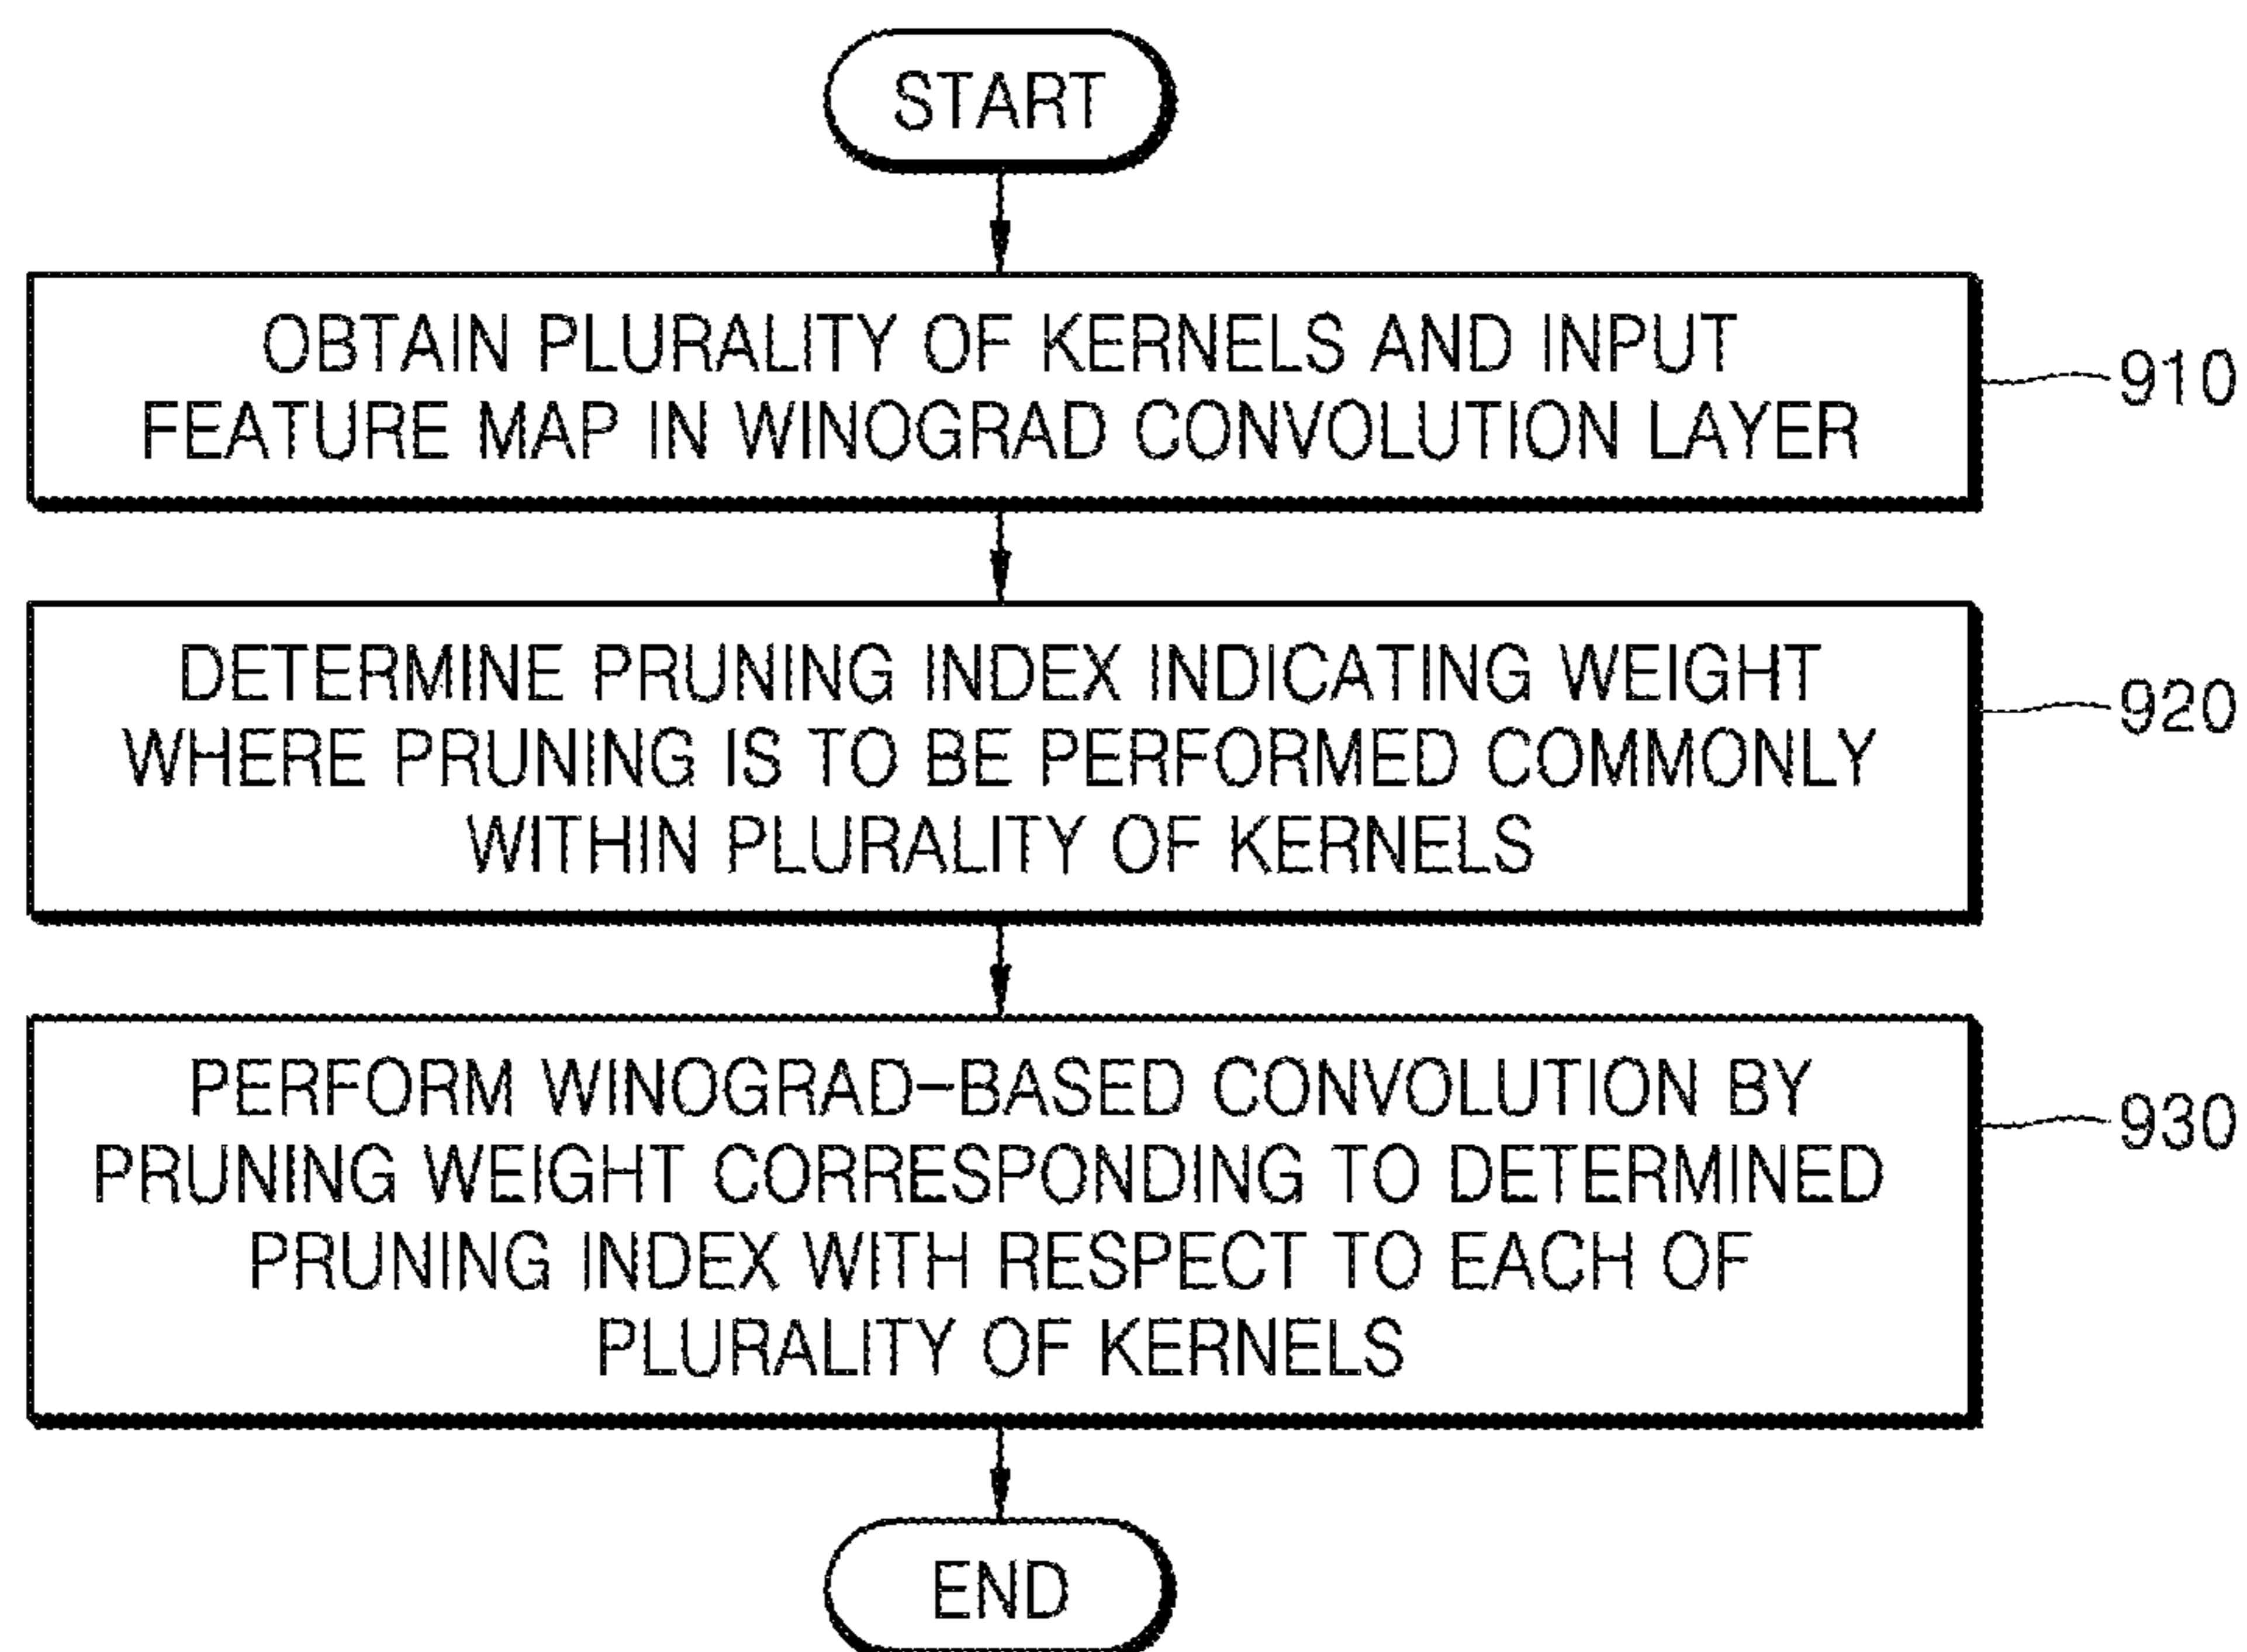 START
OBTAIN PLURALITY OF KERNELS AND INPUT
FEATURE MAP IN WINOGRAD CONVOLUTION LAYER
910
DETERMINE PRUNING INDEX INDICATING WEIGHT
WHERE PRUNING IS TO BE PERFORMED COMMONLY
WITHIN PLURALITY OF KERNELS
920
PERFORM WINOGRAD-BASED CONVOLUTION BY
PRUNING WEIGHT CORRESPONDING TO DETERMINED
PRUNING INDEX WITH RESPECT TO EACH OF
PLURALITY OF KERNELS
930
END